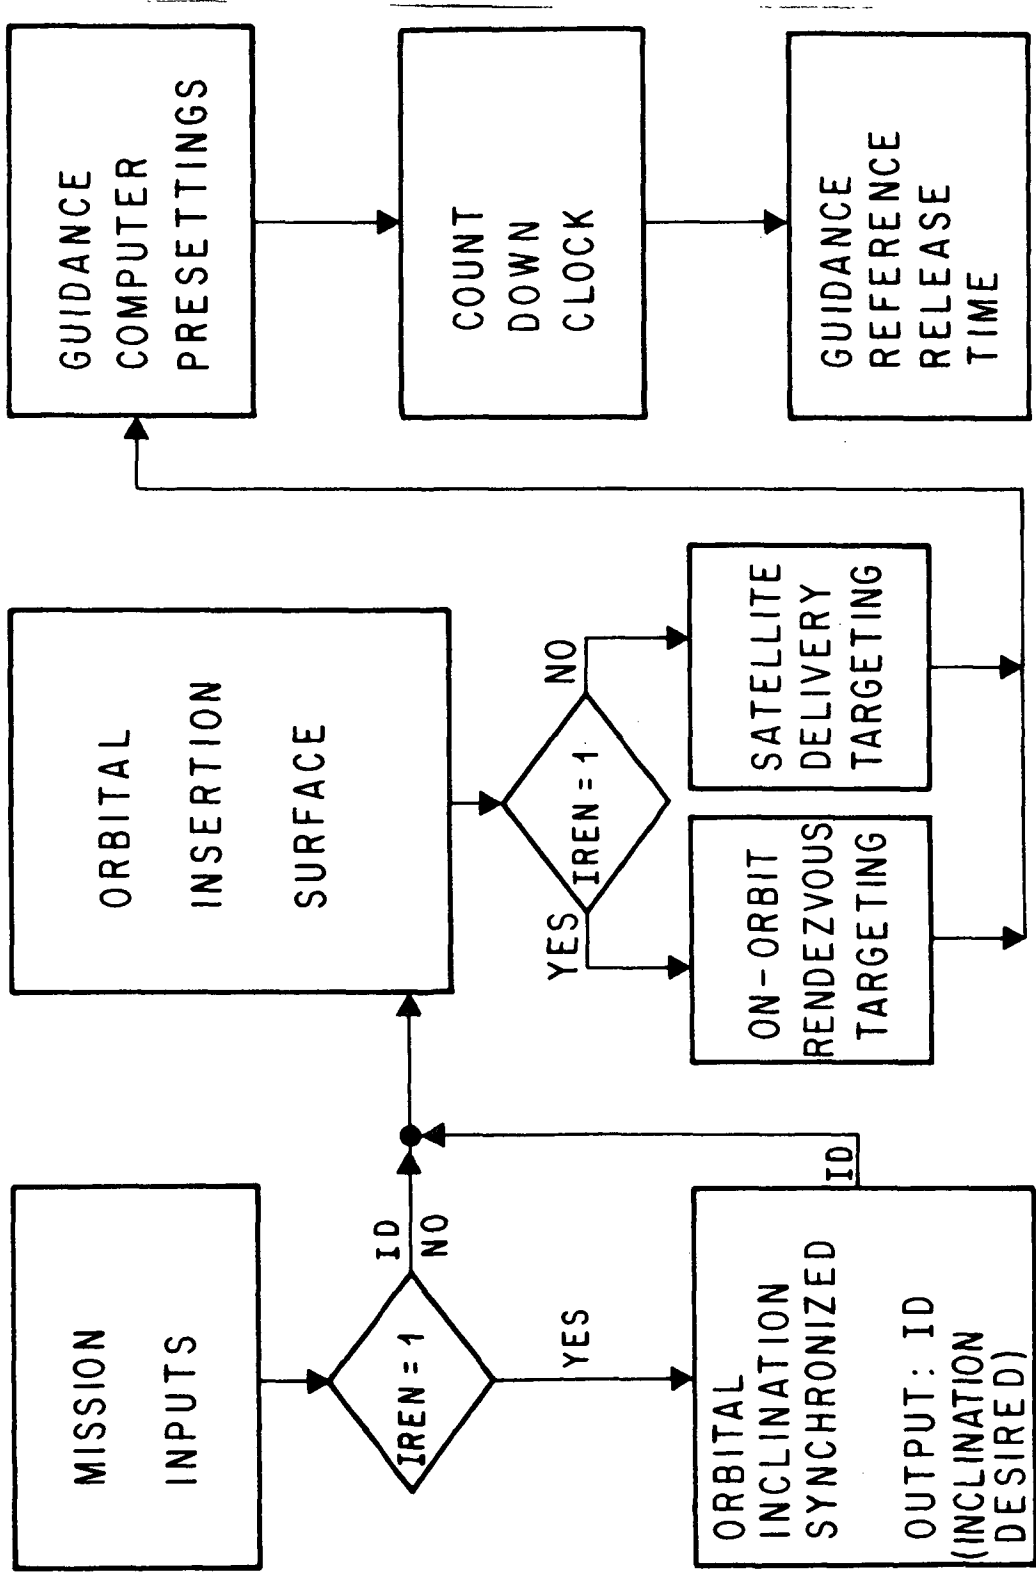 MISSION
INPUTS
IREN = 1
ID
NO
YES
ORBITAL
INCLINATION
SYNCHRONIZED
OUTPUT: ID
(INCLINATION
DESIRED)
ID
ORBITAL
INSERTION
SURFACE
IREN = 1
YES
NO
ON-ORBIT
RENDEZVOUS
TARGETING
SATELLITE
DELIVERY
TARGETING
GUIDANCE
COMPUTER
PRESETTINGS
COUNT
DOWN
CLOCK
GUIDANCE
REFERENCE
RELEASE
TIME